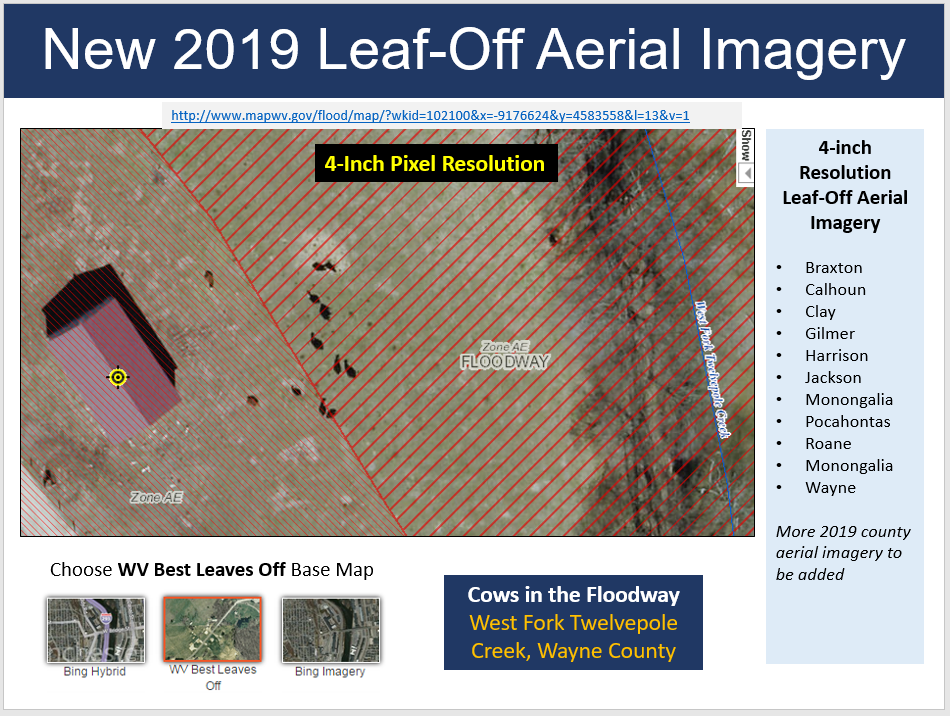 New 2019 Leaf-Off Aerial Imagery
http://www.mapwv.gov/flood/map/?wkid=102100&x=-9176624&y=4583558&l=13&v=1
4-Inch Pixel Resolution
Show
Zone AE
FLOODWAY
West Fork Twelvepole Creek
Zone AE
4-inch
Resolution
Leaf-Off Aerial
Imagery
• Braxton
• Calhoun
• Clay
• Gilmer
• Harrison
• Jackson
• Monongalia
• Pocahontas
• Roane
• Monongalia
• Wayne
More 2019 county
aerial imagery to
be added
Choose WV Best Leaves Off Base Map
Bing Hybrid
WV Best Leaves
Off
Bing Imagery
Cows in the Floodway
West Fork Twelvepole
Creek, Wayne County